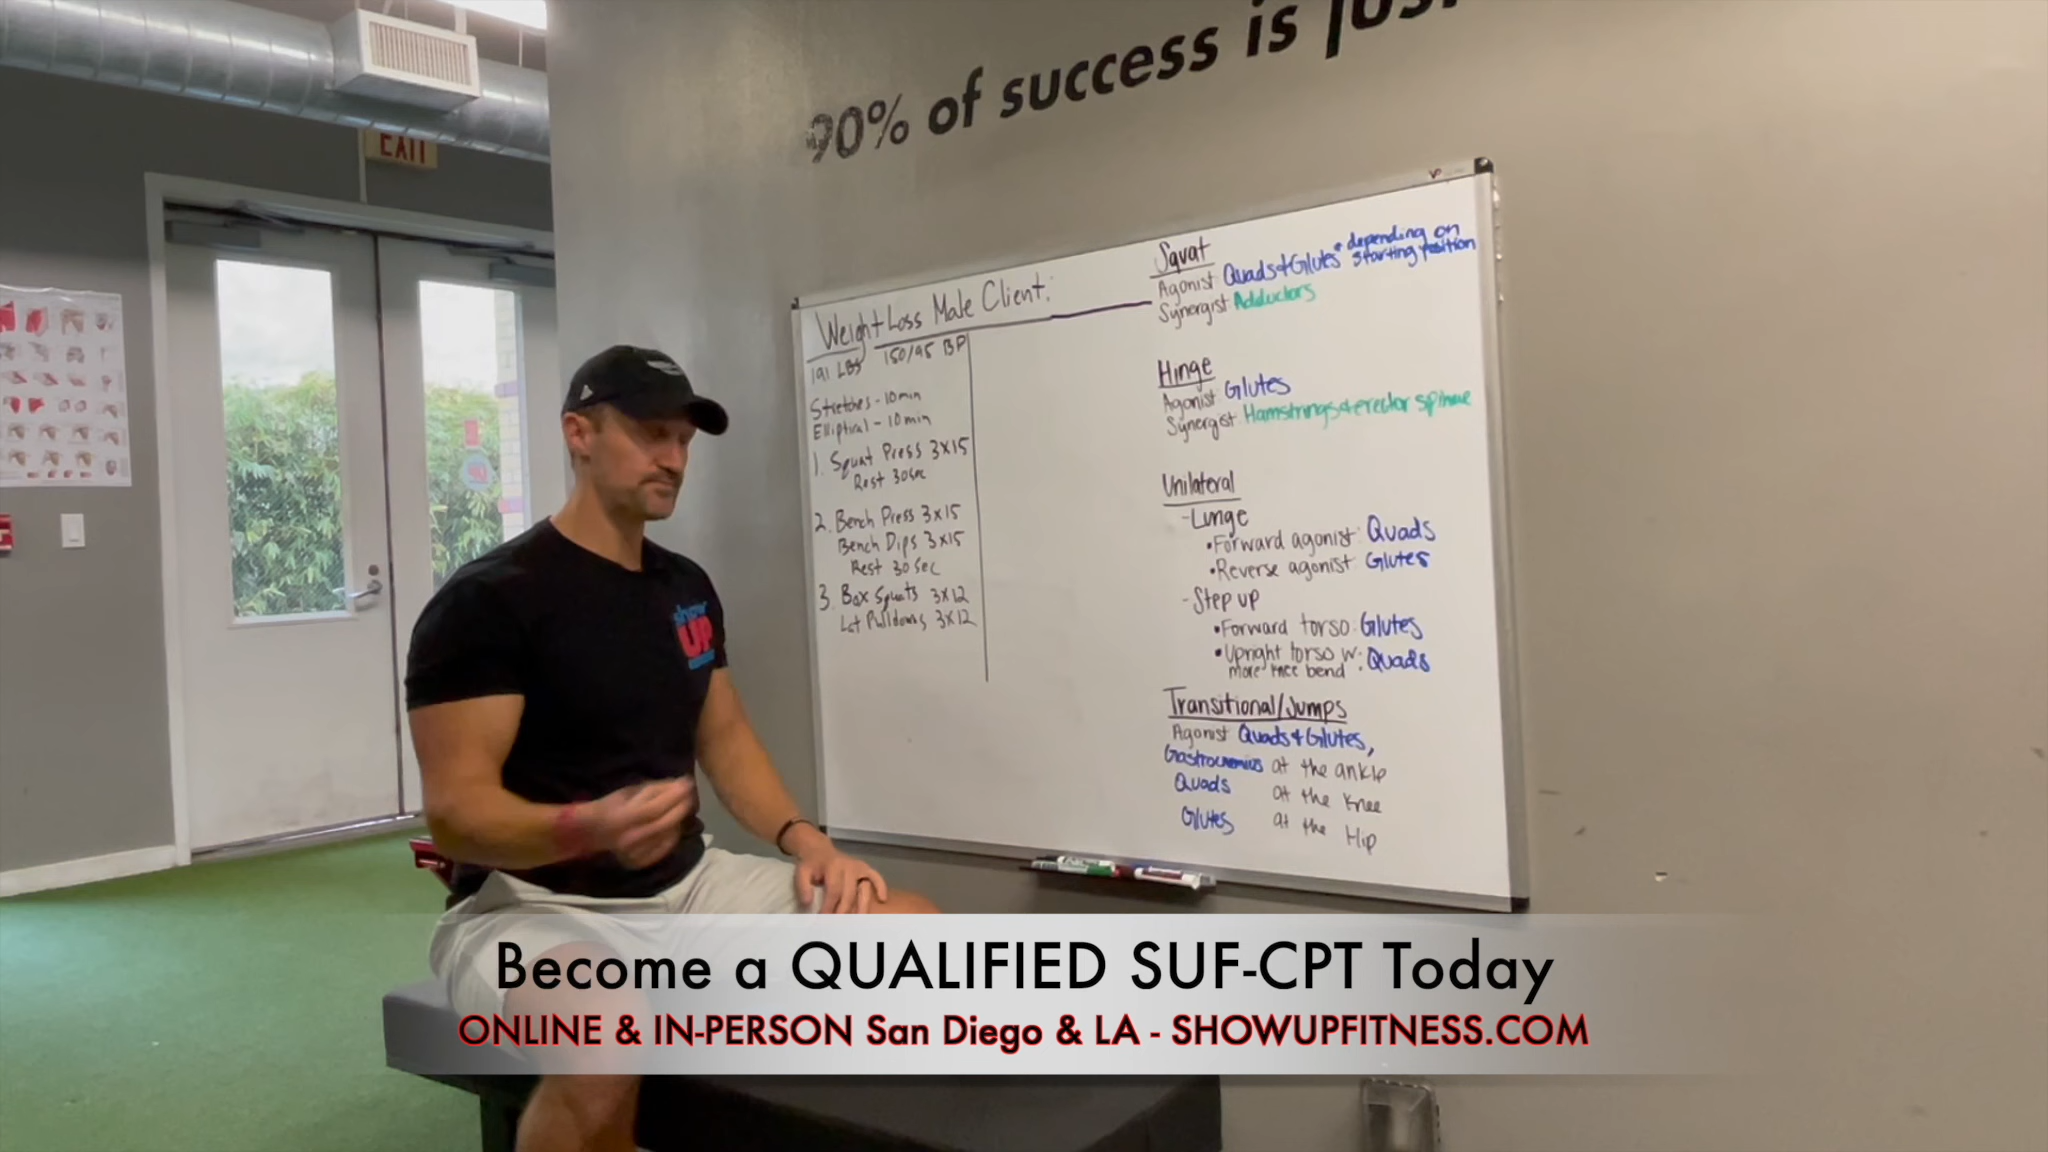 90% of success is jus
EXIT
Weight Loss Male Client:
191 LBS 150/95 BP
Stretches - 10 min
Elliptical - 10 min
1. Squat Press 3x15
Rest 30sec
2. Bench Press 3x15
Bench Dips 3x15
Rest 30 sec
3. Box Squats 3x12
Lat Pulldowns 3x12
Squat
Agonist Quads & Glutes * depending on
starting position
Synergist Adductors
Hinge
Agonist Glutes
Synergist Hamstrings & erector spinae
Unilateral
- Lunge
• Forward agonist: Quads
• Reverse agonist Glutes
- Step up
• Forward torso: Glutes
• Upright torso w: Quads
more knee bend
Transitional/Jumps
Agonist Quads & Glutes,
Gastrocnemius at the ankle
Quads at the knee
Glutes at the Hip
show
UP
Become a QUALIFIED SUF-CPT Today
ONLINE & IN-PERSON San Diego & LA - SHOWUPFITNESS.COM